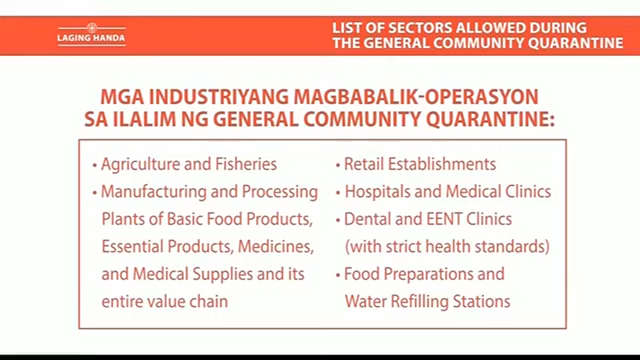 LAGING HANDA
LIST OF SECTORS ALLOWED DURING
THE GENERAL COMMUNITY QUARANTINE
MGA INDUSTRIYANG MAGBABALIK-OPERASYON
SA ILALIM NG GENERAL COMMUNITY QUARANTINE:
• Agriculture and Fisheries
• Manufacturing and Processing
Plants of Basic Food Products,
Essential Products, Medicines,
and Medical Supplies and its
entire value chain
• Retail Establishments
• Hospitals and Medical Clinics
• Dental and EENT Clinics
(with strict health standards)
• Food Preparations and
Water Refilling Stations